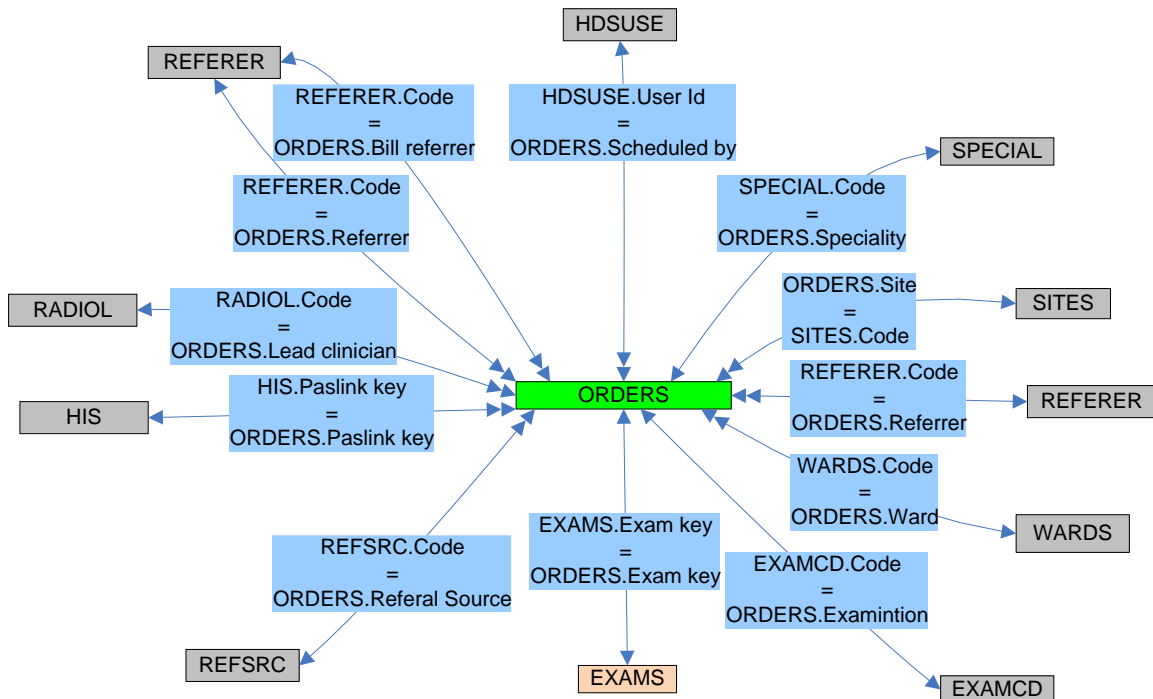 HDSUSE
REFERER
REFERER.Code
=
ORDERS.Bill referrer
HDSUSE.User Id
=
ORDERS.Scheduled by
SPECIAL
REFERER.Code
=
ORDERS.Referrer
SPECIAL.Code
=
ORDERS.Speciality
RADIOL
RADIOL.Code
=
ORDERS.Lead clinician
ORDERS.Site
=
SITES.Code
SITES
HIS
HIS.Paslink key
=
ORDERS.Paslink key
ORDERS
REFERER.Code
=
ORDERS.Referrer
REFERER
WARDS.Code
=
ORDERS.Ward
WARDS
REFSRC.Code
=
ORDERS.Referal Source
EXAMS.Exam key
=
ORDERS.Exam key
EXAMCD.Code
=
ORDERS.Examintion
REFSRC
EXAMS
EXAMCD